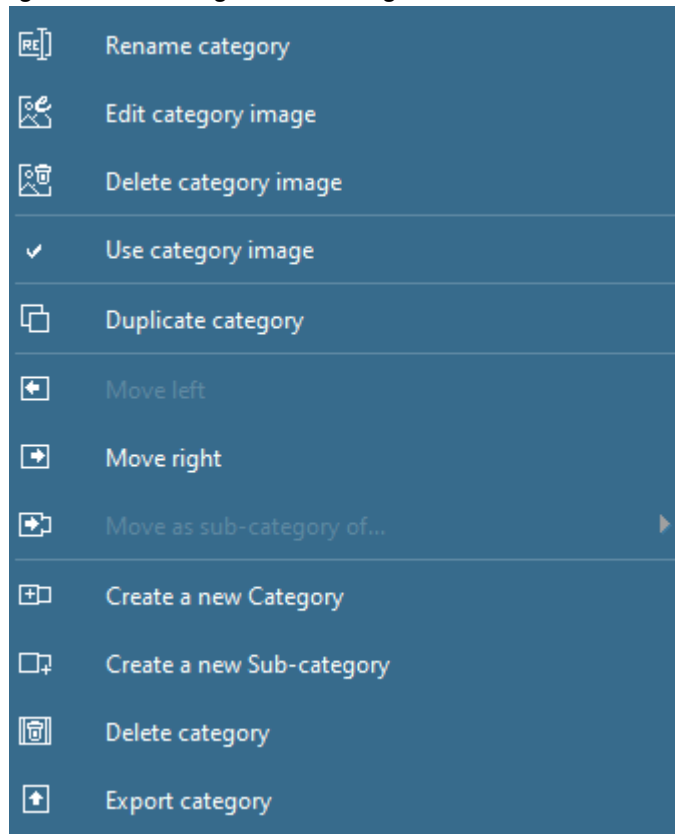 Rename category
Edit category image
Delete category image
Use category image
Duplicate category
Move left
Move right
Move as sub-category of...
Create a new Category
Create a new Sub-category
Delete category
Export category